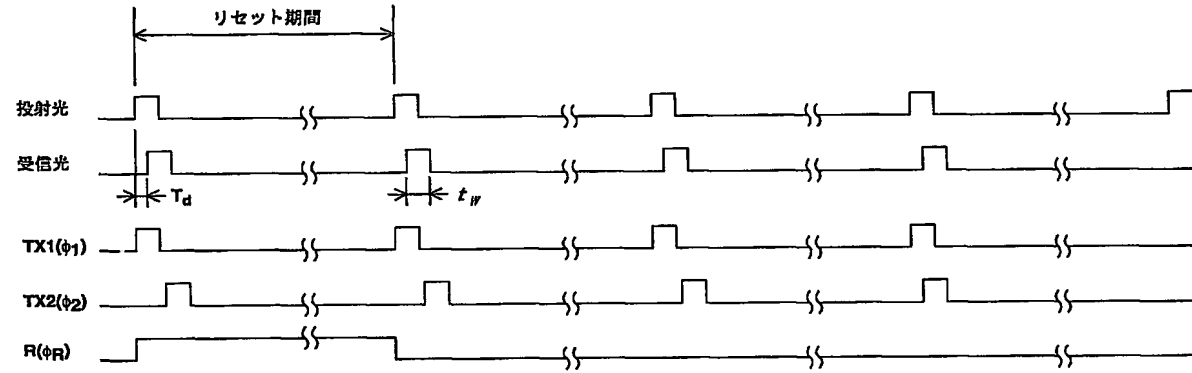 リセット期間
投射光
受信光
Td
tW
TX1(φ1)
TX2(φ2)
R(φR)